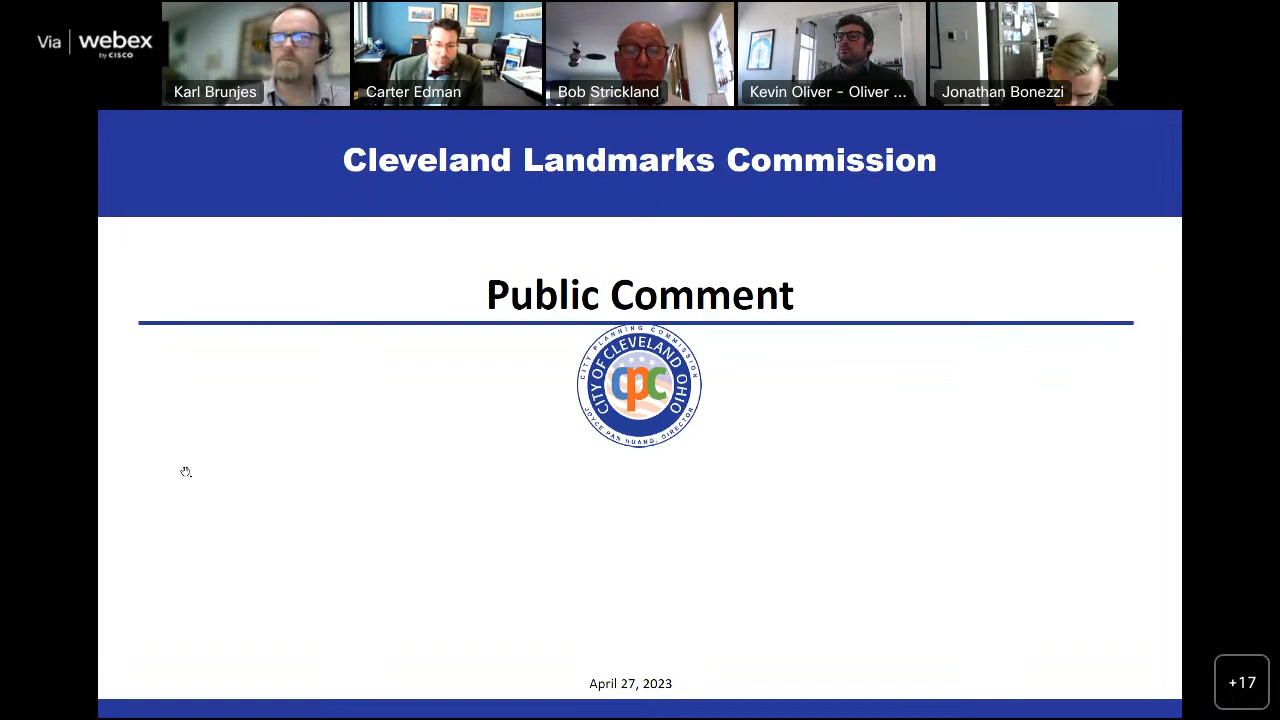 Via webex
by CISCO
Karl Brunjes
Carter Edman
Bob Strickland
Kevin Oliver - Oliver ...
Jonathan Bonezzi
Cleveland Landmarks Commission
Public Comment
CITY PLANNING COMMISSION
CITY OF CLEVELAND OHIO
cpc
JOYCE PAN HUANG, DIRECTOR
April 27, 2023
+17